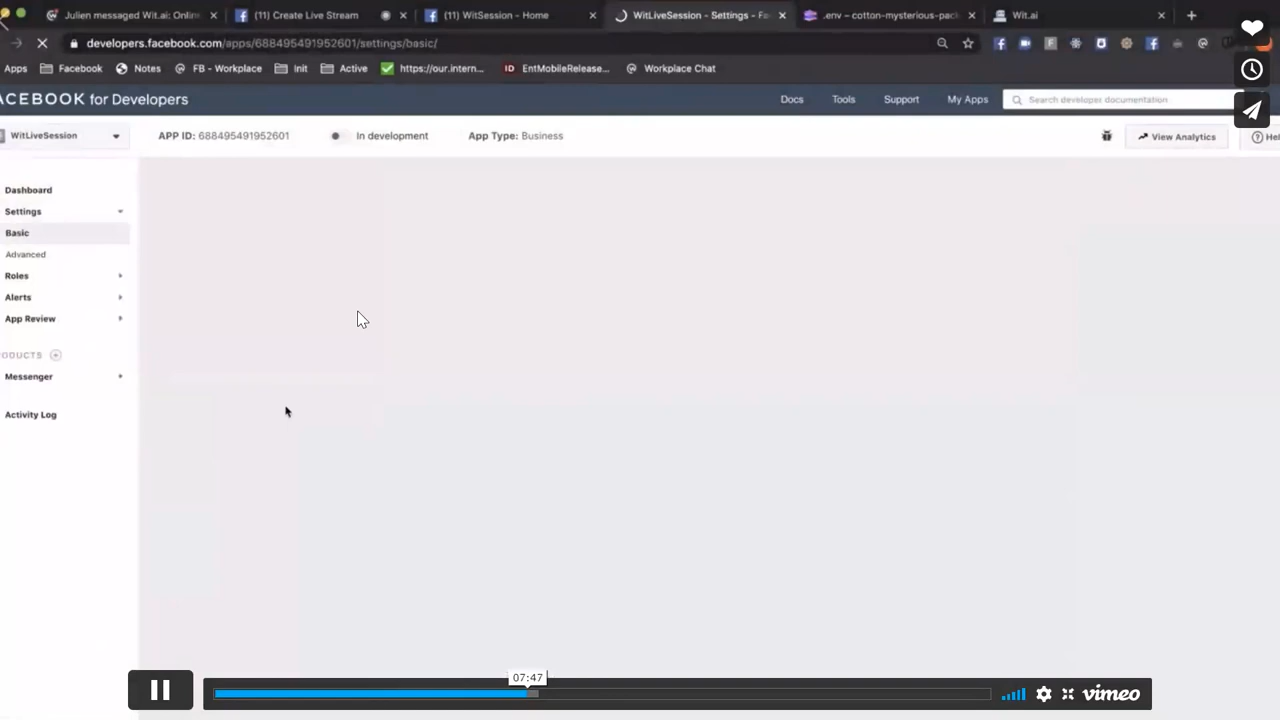 Julien messaged Wit.ai: Online
(11) Create Live Stream
(11) WitSession - Home
WitLiveSession - Settings - Fa
.env – cotton-mysterious-pack
Wit.ai
developers.facebook.com/apps/688495491952601/settings/basic/
Apps
Facebook
Notes
FB - Workplace
Init
Active
https://our.intern...
ID
EntMobileRelease...
Workplace Chat
ACEBOOK for Developers
Docs
Tools
Support
My Apps
Search developer documentation
WitLiveSession
APP ID: 688495491952601
In development
App Type: Business
View Analytics
Hel
Dashboard
Settings
Basic
Advanced
Roles
Alerts
App Review
ODUCTS
Messenger
Activity Log
07:47
vimeo